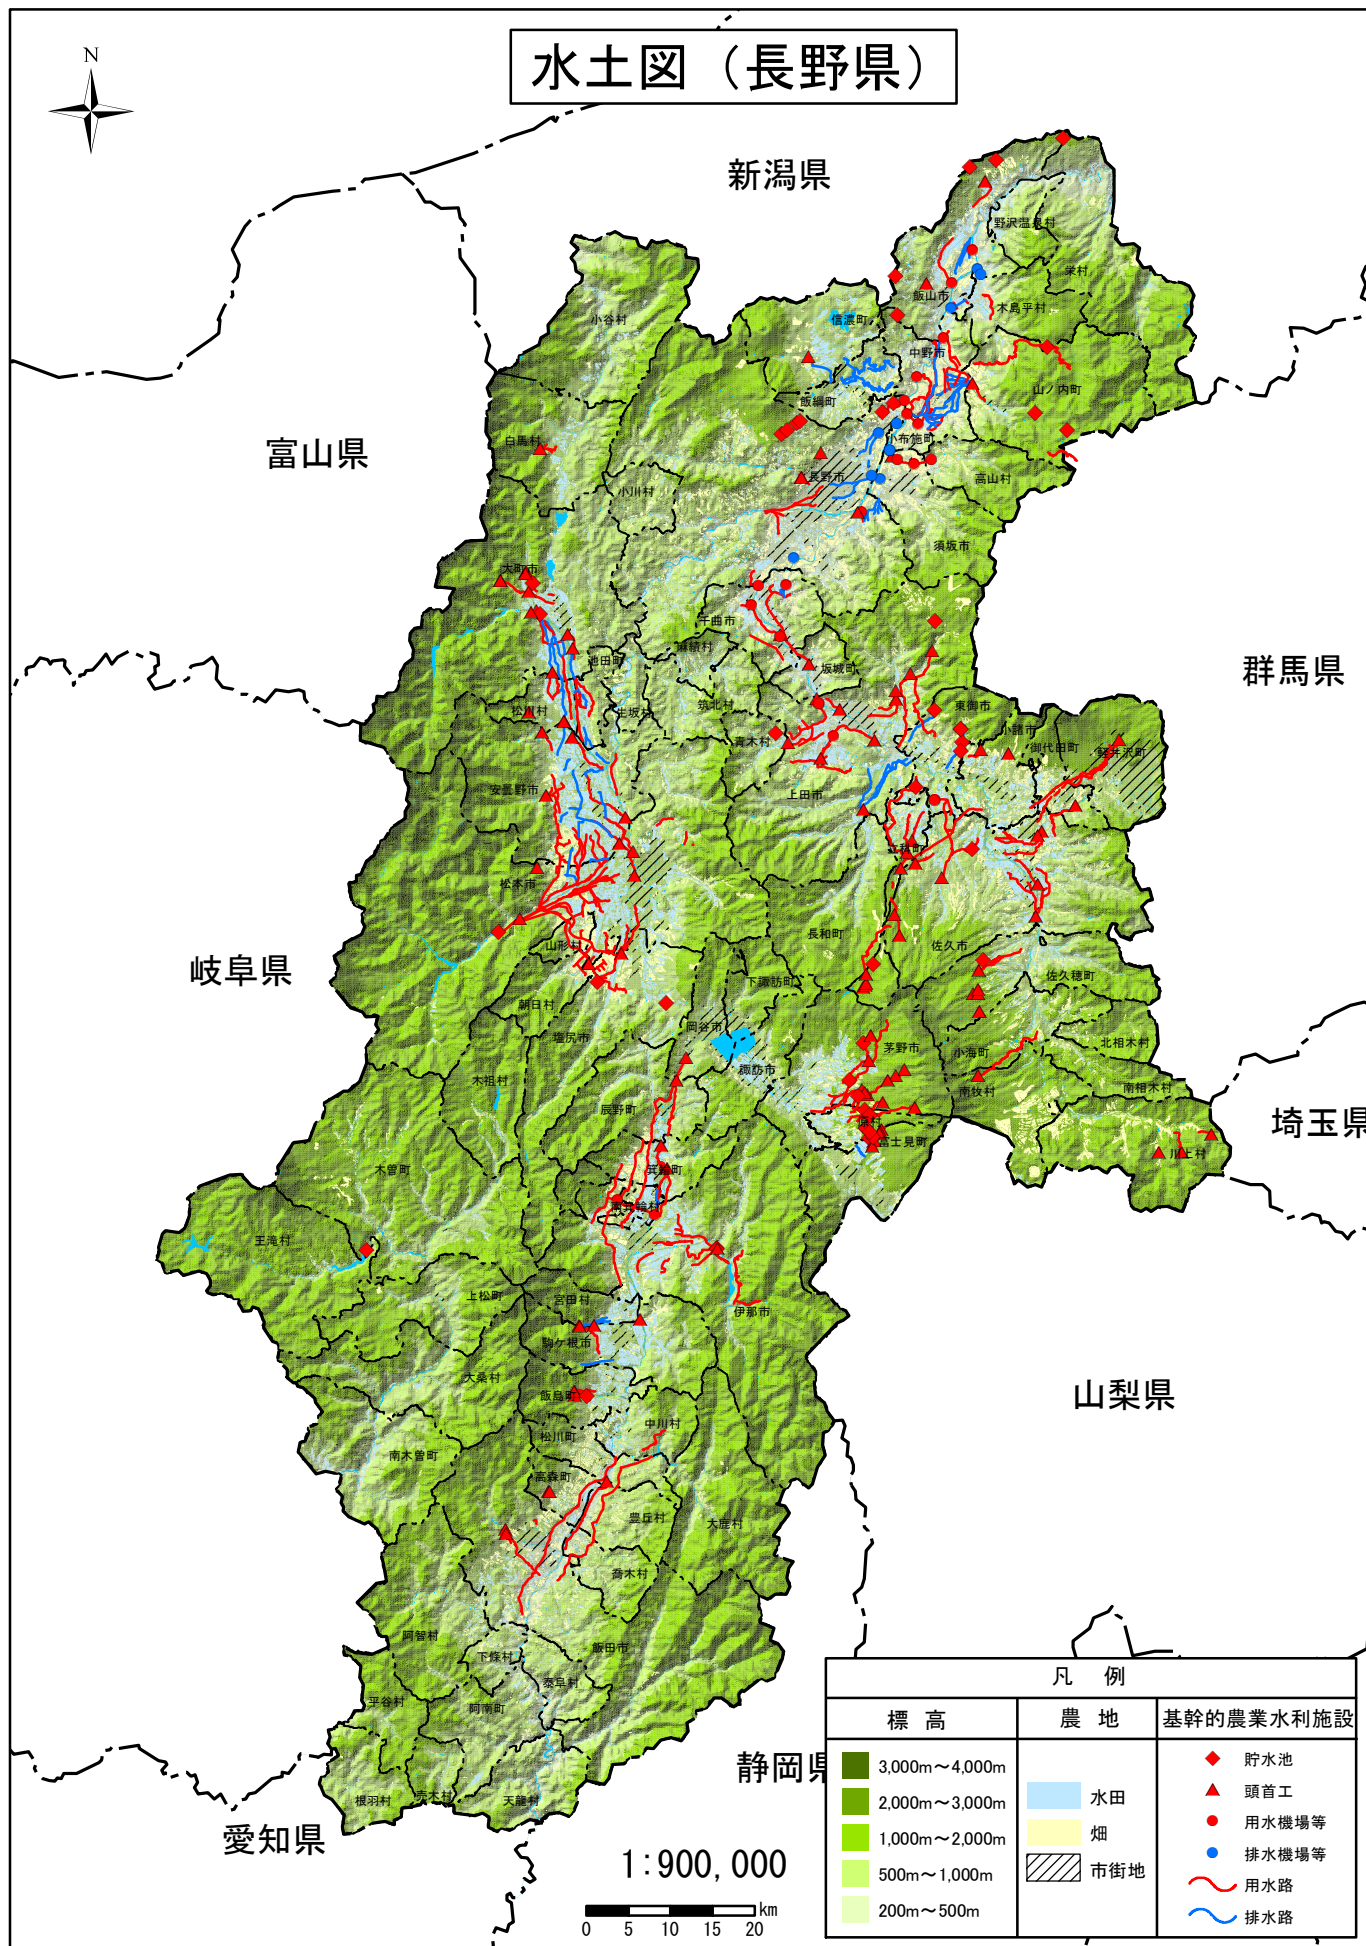 水土図（長野県）
N
新潟県
野沢温泉村
栄村
飯山市
木島平村
小谷村
信濃町
中野市
山ノ内町
飯綱町
白馬村
小布施町
富山県
長野市
高山村
小川村
須坂市
大町市
千曲市
麻績村
池田町
坂城町
群馬県
筑北村
東御市
松川村
生坂村
小諸市
青木村
御代田町
軽井沢町
安曇野市
上田市
立科町
松本市
長和町
佐久市
山形村
岐阜県
下諏訪町
佐久穂町
朝日村
岡谷市
塩尻市
茅野市
北相木村
小海町
諏訪市
木祖村
南相木村
南牧村
辰野町
原村
埼玉県
富士見町
川上村
木曽町
箕輪町
南箕輪村
王滝村
上松町
宮田村
伊那市
駒ケ根市
大桑村
飯島町
山梨県
中川村
松川町
南木曽町
高森町
豊丘村
大鹿村
喬木村
阿智村
飯田市
下條村
泰阜村
平谷村
阿南町
静岡県
根羽村
売木村
天龍村
愛知県
1:900,000
km
0 5 10 15 20
凡 例
標 高
農 地
基幹的農業水利施設
3,000m～4,000m
2,000m～3,000m
1,000m～2,000m
500m～1,000m
200m～500m
水田
畑
市街地
貯水池
頭首工
用水機場等
排水機場等
用水路
排水路